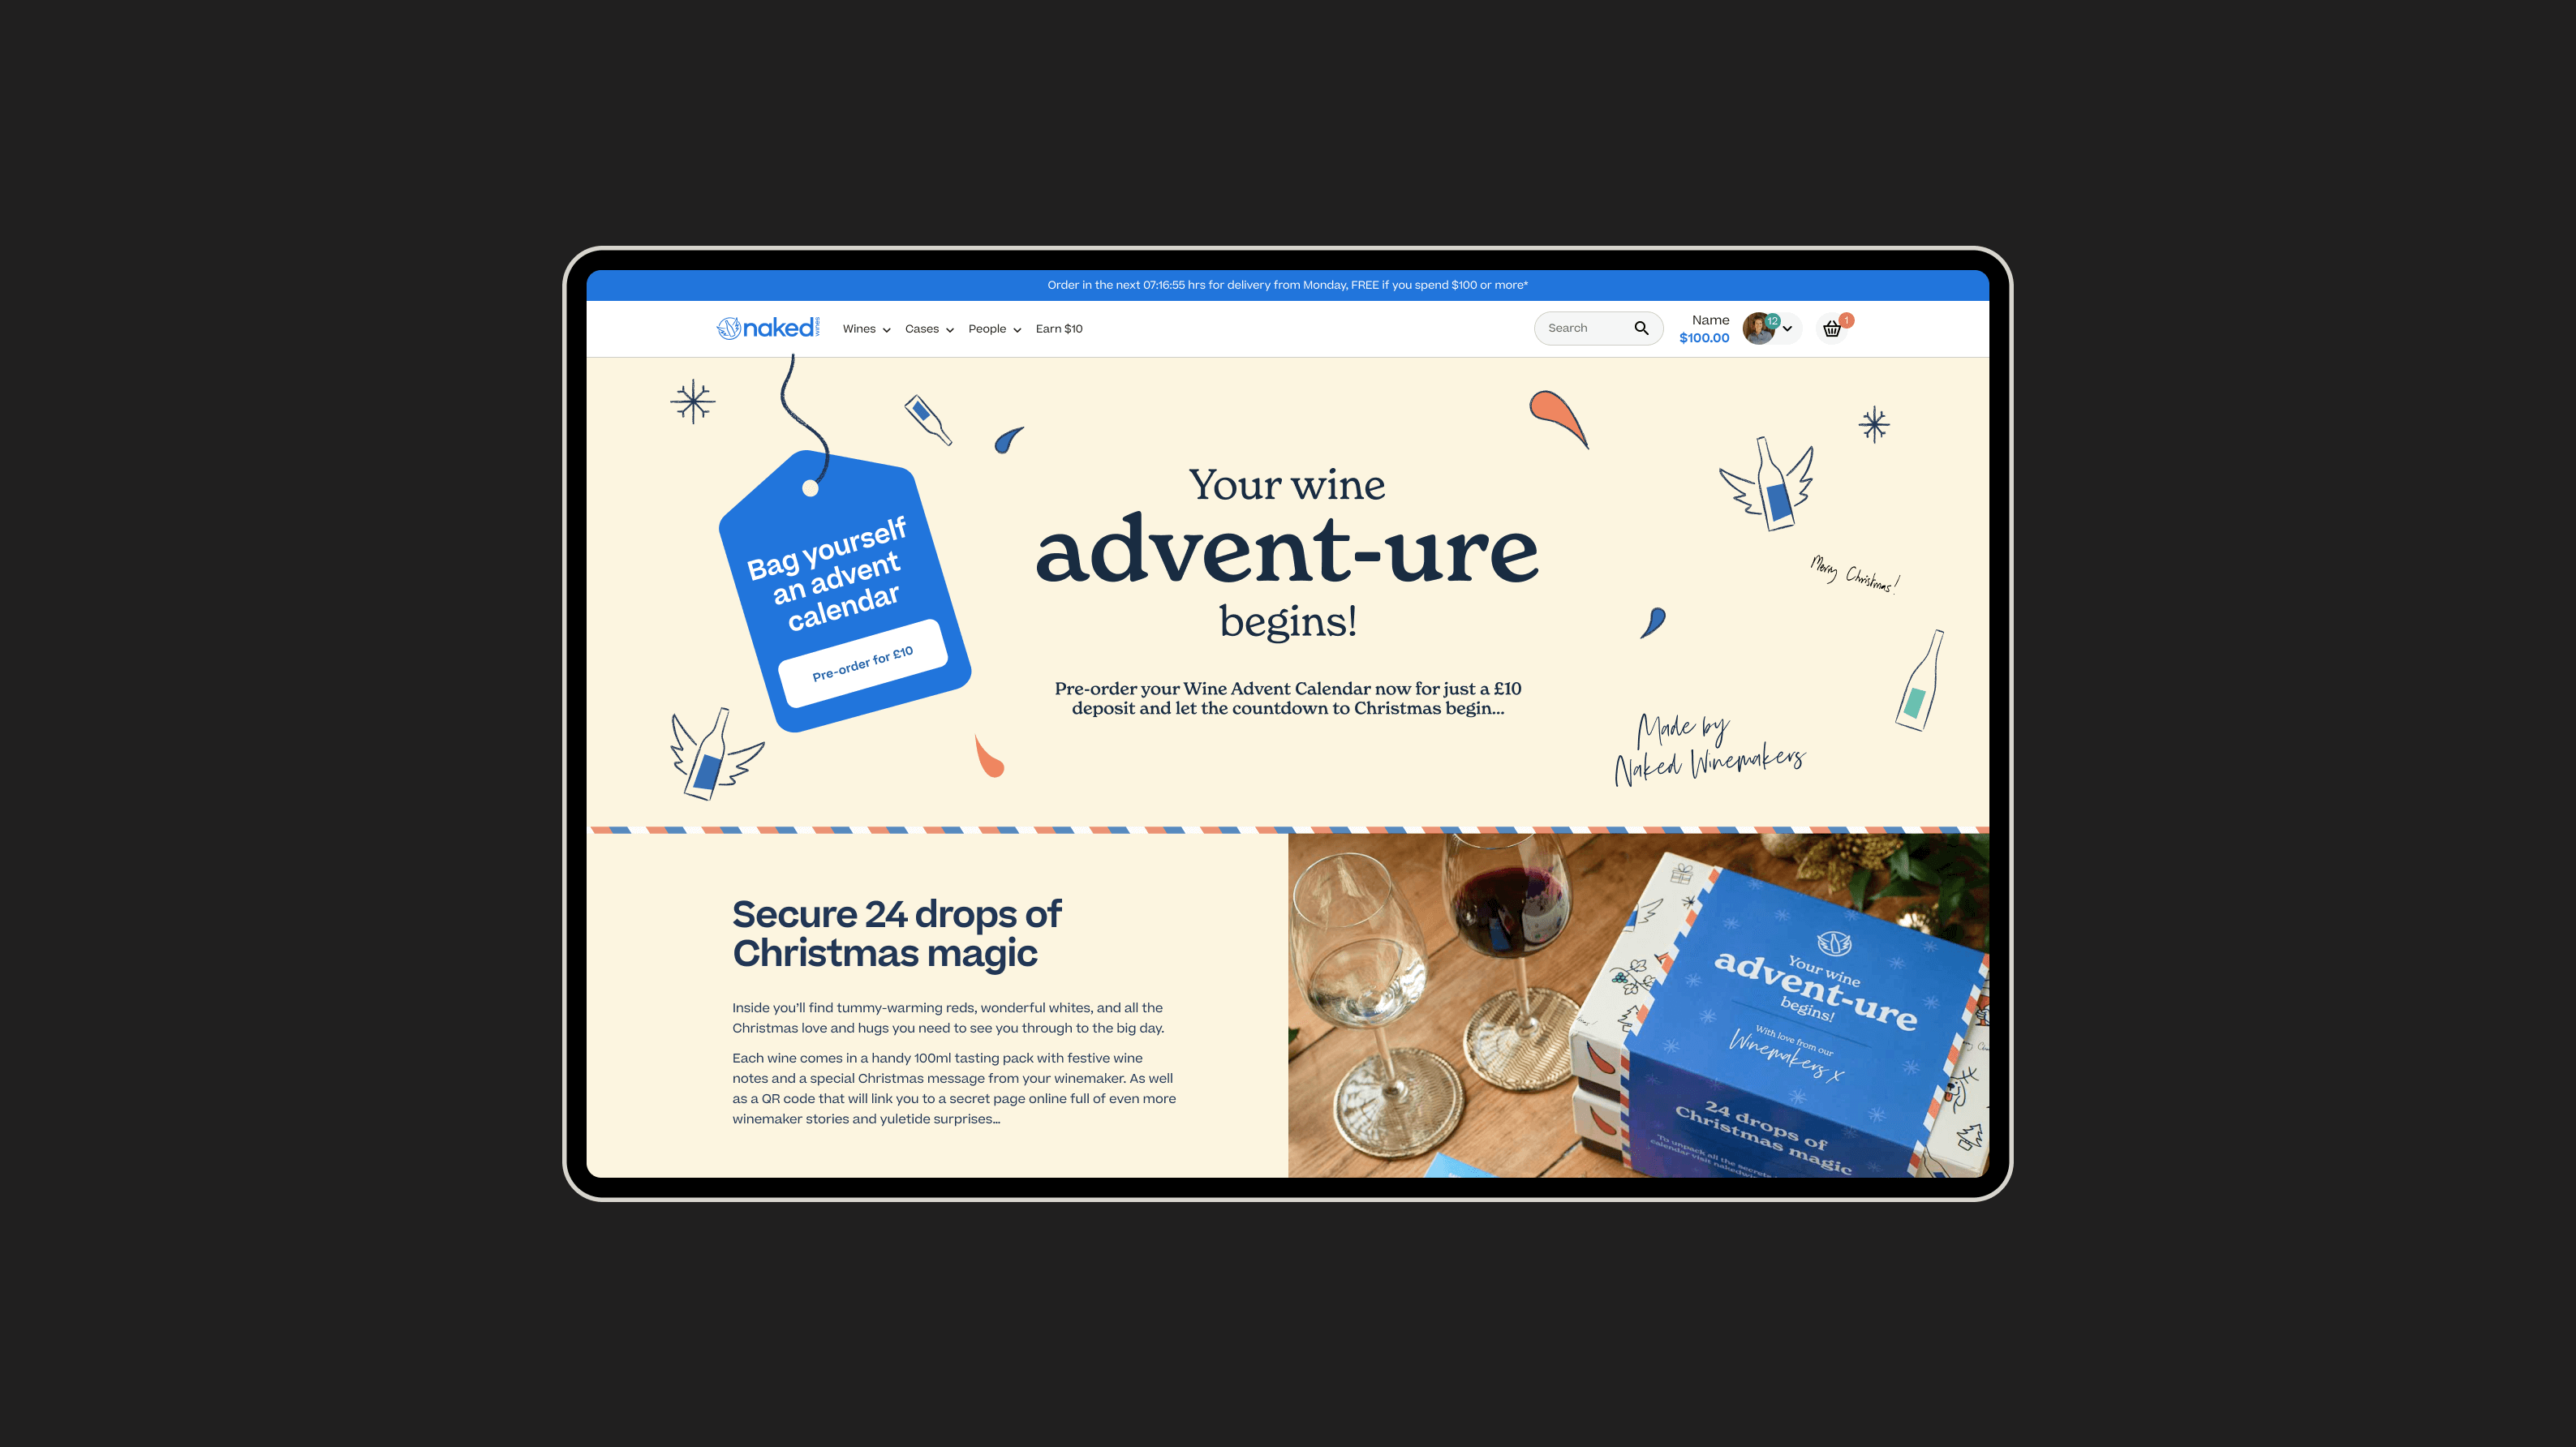 Order in the next 07:16:55 hrs for delivery from Monday, FREE if you spend $100 or more*
naked wines
Wines
Cases
People
Earn $10
Search
Name
$100.00
12
1
Bag yourself
an advent
calendar
Pre-order for £10
Your wine
advent-ure
begins!
Pre-order your Wine Advent Calendar now for just a £10
deposit and let the countdown to Christmas begin...
Merry Christmas!
Made by
Naked Winemakers
Secure 24 drops of
Christmas magic
Inside you'll find tummy-warming reds, wonderful whites, and all the
Christmas love and hugs you need to see you through to the big day.
Each wine comes in a handy 100ml tasting pack with festive wine
notes and a special Christmas message from your winemaker. As well
as a QR code that will link you to a secret page online full of even more
winemaker stories and yuletide surprises...
Your wine
advent-ure
begins!
With love from our
Winemakers x
24 drops of
Christmas magic
To unpack all the secrets
calendar visit